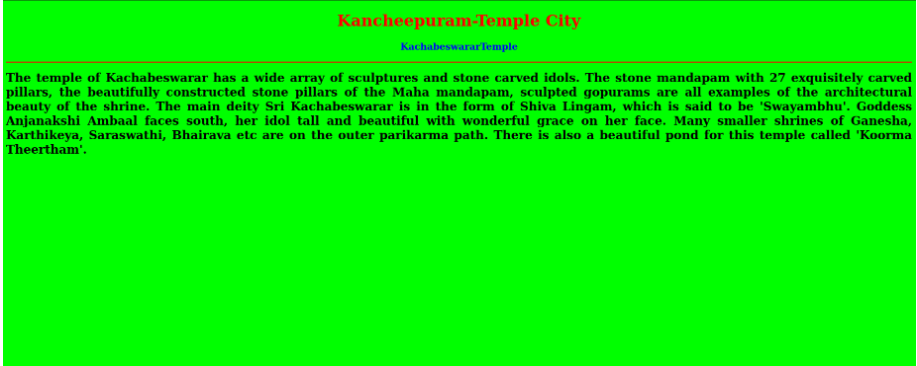 Kancheepuram-Temple City
KachabeswararTemple
The temple of Kachabeswarar has a wide array of sculptures and stone carved idols. The stone mandapam with 27 exquisitely carved
pillars, the beautifully constructed stone pillars of the Maha mandapam, sculpted gopurams are all examples of the architectural
beauty of the shrine. The main deity Sri Kachabeswarar is in the form of Shiva Lingam, which is said to be 'Swayambhu'. Goddess
Anjanakshi Ambaal faces south, her idol tall and beautiful with wonderful grace on her face. Many smaller shrines of Ganesha,
Karthikeya, Saraswathi, Bhairava etc are on the outer parikarma path. There is also a beautiful pond for this temple called 'Koorma
Theertham'.